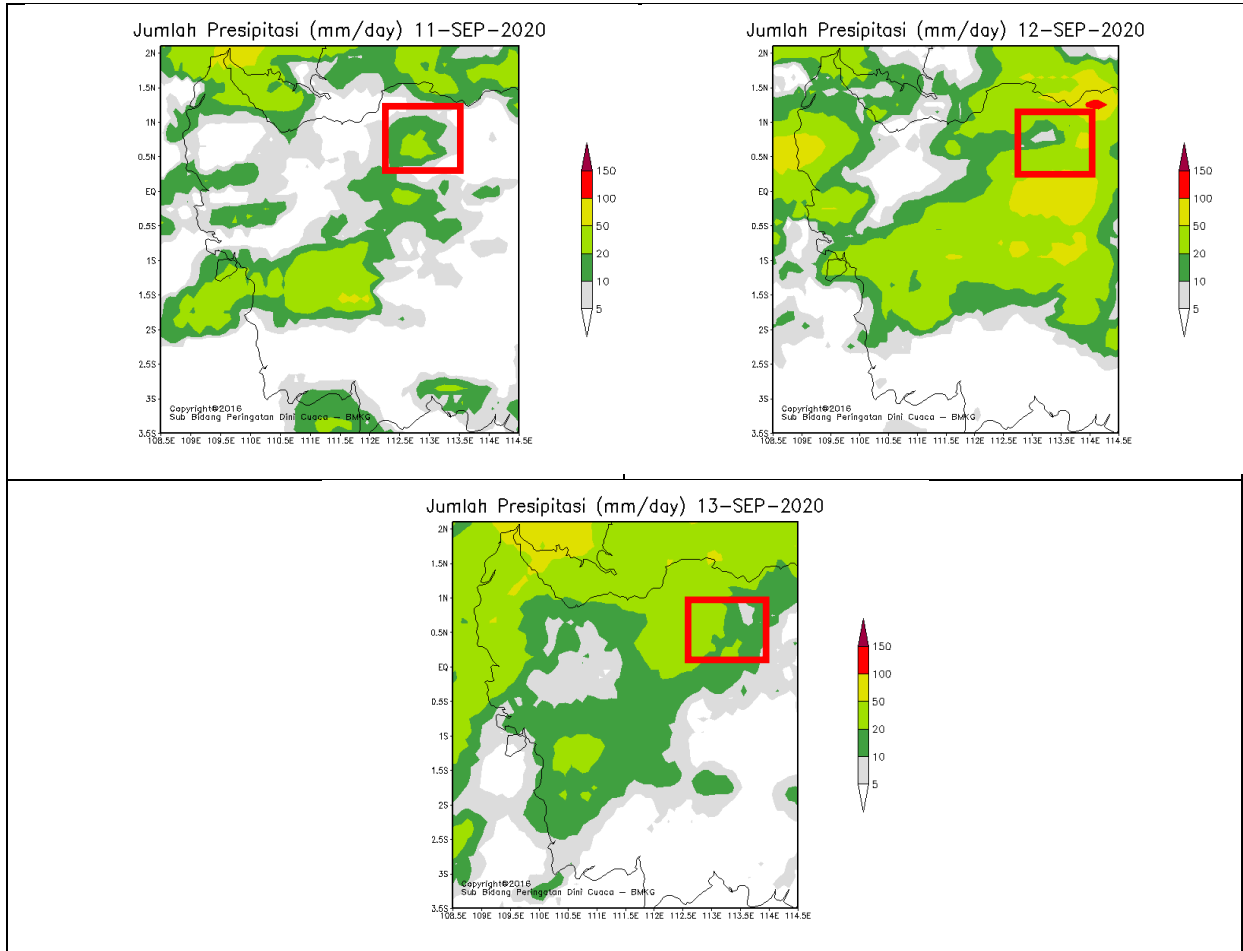 Jumlah Presipitasi (mm/day) 11-SEP-2020
2N
1.5N
1N
0.5N
EQ
0.5S
1S
1.5S
2S
2.5S
3S
3.5S
Copyright©2016
Sub Bidang Peringatan Dini Cuaca — BMKG
108.5E 109E 109.5E 110E 110.5E 111E 111.5E 112E 112.5E 113E 113.5E 114E 114.5E
150
100
50
20
10
5
Jumlah Presipitasi (mm/day) 12-SEP-2020
2N
1.5N
1N
0.5N
EQ
0.5S
1S
1.5S
2S
2.5S
3S
3.5S
Copyright©2016
Sub Bidang Peringatan Dini Cuaca — BMKG
108.5E 109E 109.5E 110E 110.5E 111E 111.5E 112E 112.5E 113E 113.5E 114E 114.5E
150
100
50
20
10
5
Jumlah Presipitasi (mm/day) 13-SEP-2020
2N
1.5N
1N
0.5N
EQ
0.5S
1S
1.5S
2S
2.5S
3S
3.5S
Copyright©2016
Sub Bidang Peringatan Dini Cuaca — BMKG
108.5E 109E 109.5E 110E 110.5E 111E 111.5E 112E 112.5E 113E 113.5E 114E 114.5E
150
100
50
20
10
5